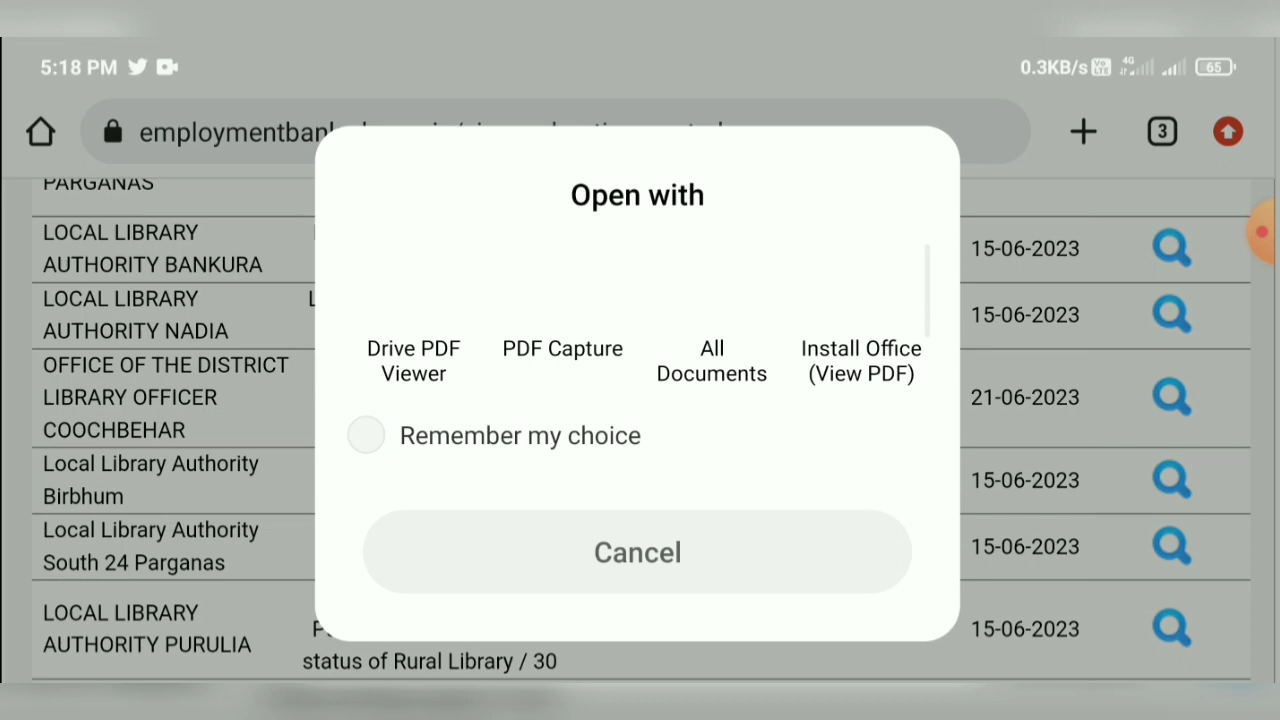 5:18 PM
0.3KB/s 4G 65
employmentban
3
PARGANAS
LOCAL LIBRARY
AUTHORITY BANKURA
15-06-2023
LOCAL LIBRARY
AUTHORITY NADIA
15-06-2023
OFFICE OF THE DISTRICT
LIBRARY OFFICER
COOCHBEHAR
21-06-2023
Local Library Authority
Birbhum
15-06-2023
Local Library Authority
South 24 Parganas
15-06-2023
LOCAL LIBRARY
AUTHORITY PURULIA
15-06-2023
status of Rural Library / 30
Open with
Drive PDF
Viewer
PDF Capture
All
Documents
Install Office
(View PDF)
Remember my choice
Cancel